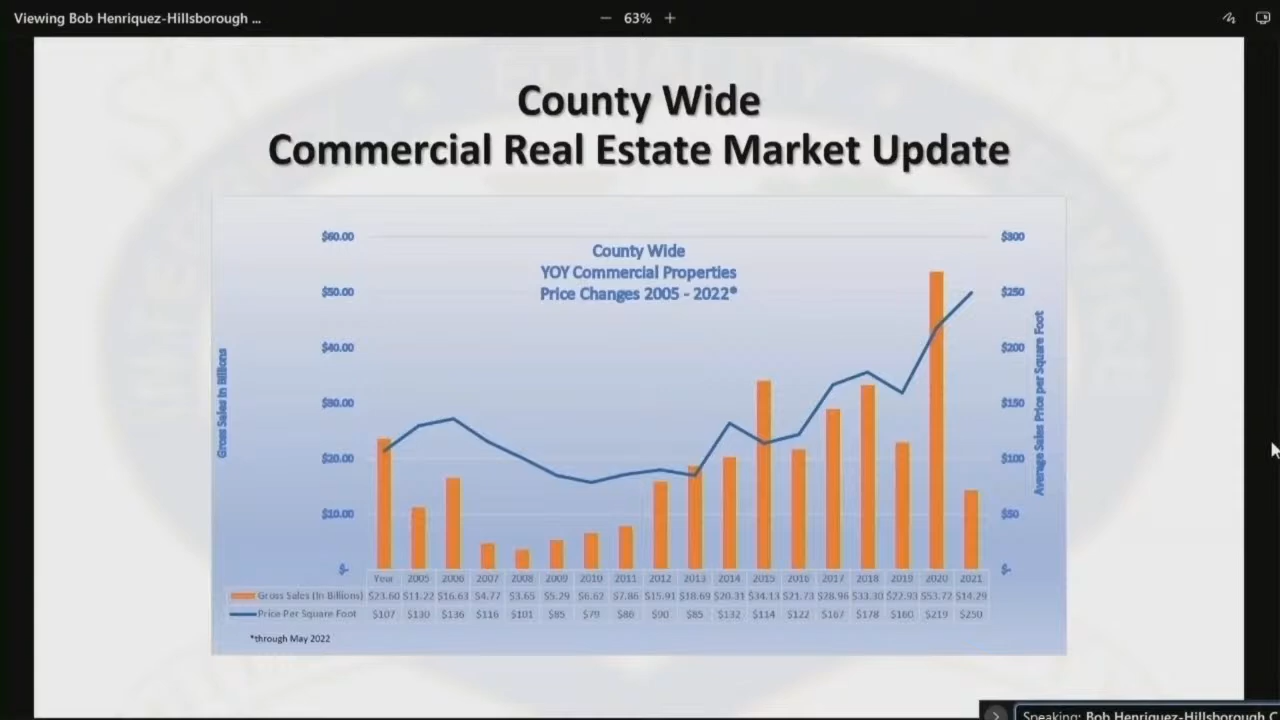 Viewing Bob Henriquez-Hillsborough ...
63%
County Wide
Commercial Real Estate Market Update
County Wide
YOY Commercial Properties
Price Changes 2005 - 2022*
Gross Sales In Billions
$60.00
$50.00
$40.00
$30.00
$20.00
$10.00
$-
$300
$250
$200
$150
$100
$50
$-
Average Sales Price per Square Foot
Year 2005 2006 2007 2008 2009 2010 2011 2012 2013 2014 2015 2016 2017 2018 2019 2020 2021
Gross Sales (In Billions) $23.60 $11.22 $16.63 $4.77 $3.65 $5.29 $6.62 $7.86 $15.91 $18.69 $20.31 $34.13 $21.73 $28.96 $33.30 $22.93 $53.72 $14.29
Price Per Square Foot $107 $130 $136 $116 $101 $85 $79 $86 $90 $85 $132 $114 $122 $167 $178 $160 $219 $250
*through May 2022
Speaking: Bob Henriquez-Hillsborough C